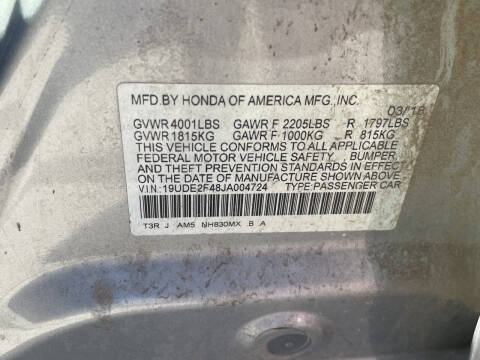 MFD.BY HONDA OF AMERICA MFG., INC. 03/18
GVWR 4001LBS GAWR F 2205LBS R 1797LBS
GVWR 1815KG GAWR F 1000KG R 815KG
THIS VEHICLE CONFORMS TO ALL APPLICABLE
FEDERAL MOTOR VEHICLE SAFETY, BUMPER,
AND THEFT PREVENTION STANDARDS IN EFFECT
ON THE DATE OF MANUFACTURE SHOWN ABOVE.
VIN: 19UDE2F48JA004724 TYPE: PASSENGER CAR
T3R J AM5 NH830MX B A